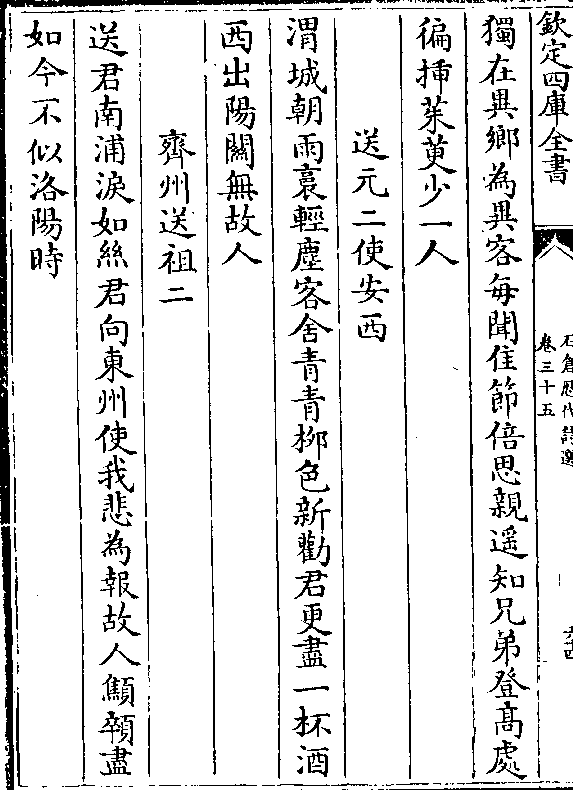 欽定四庫全書
石倉歷代詩選
卷三十五
獨在異鄉為異客每聞佳節倍思親遥知兄弟登髙處
徧揷茱萸少一人
送元二使安西
渭城朝雨裛輕塵客舍青青柳色新勸君更盡一杯酒
西出陽關無故人
齊州送祖二
送君南浦淚如絲君向東州使我悲為報故人顦顇盡
如今不似洛陽時